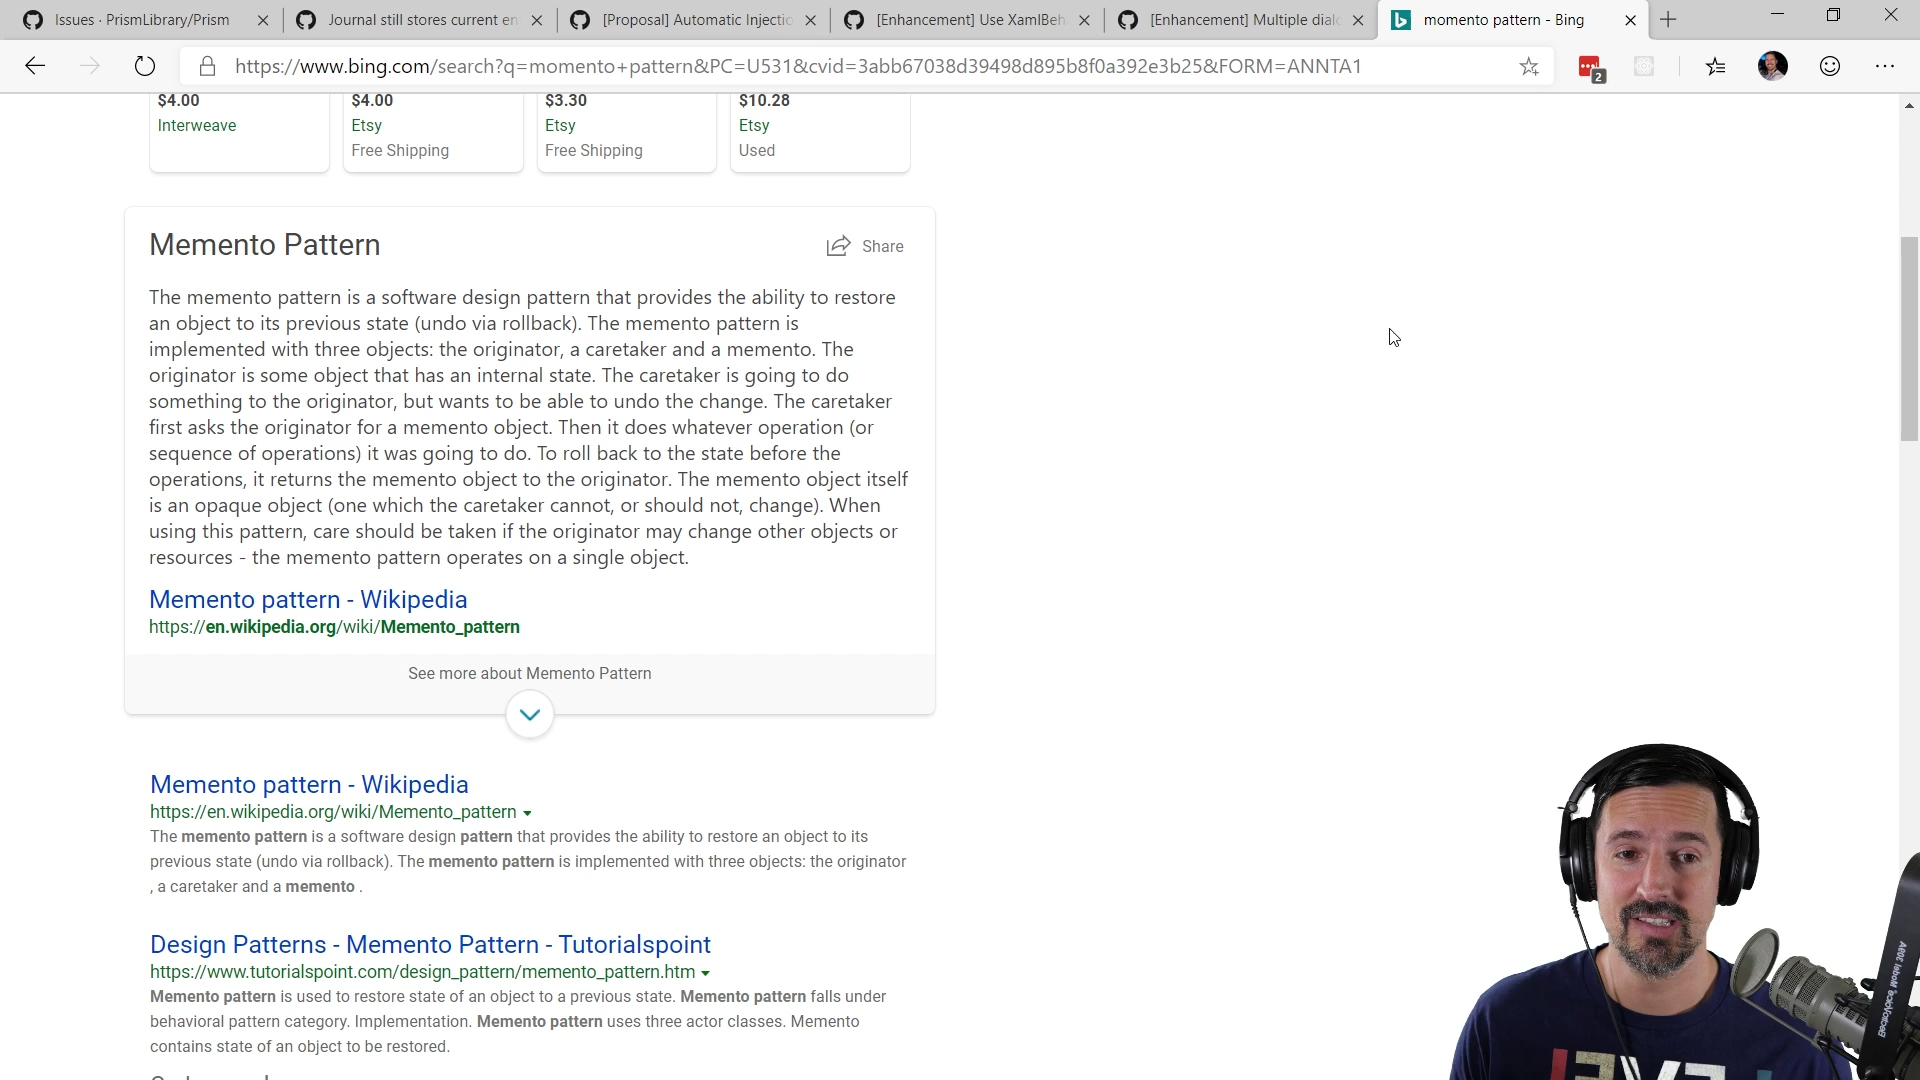 Issues · PrismLibrary/Prism
Journal still stores current en
[Proposal] Automatic Injectio
[Enhancement] Use XamlBeh
[Enhancement] Multiple dialo
momento pattern - Bing
https://www.bing.com/search?q=momento+pattern&PC=U531&cvid=3abb67038d39498d895b8f0a392e3b25&FORM=ANNTA1
2
$4.00
Interweave
$4.00
Etsy
Free Shipping
$3.30
Etsy
Free Shipping
$10.28
Etsy
Used
Memento Pattern
Share
The memento pattern is a software design pattern that provides the ability to restore
an object to its previous state (undo via rollback). The memento pattern is
implemented with three objects: the originator, a caretaker and a memento. The
originator is some object that has an internal state. The caretaker is going to do
something to the originator, but wants to be able to undo the change. The caretaker
first asks the originator for a memento object. Then it does whatever operation (or
sequence of operations) it was going to do. To roll back to the state before the
operations, it returns the memento object to the originator. The memento object itself
is an opaque object (one which the caretaker cannot, or should not, change). When
using this pattern, care should be taken if the originator may change other objects or
resources - the memento pattern operates on a single object.
Memento pattern - Wikipedia
https://en.wikipedia.org/wiki/Memento_pattern
See more about Memento Pattern
Memento pattern - Wikipedia
https://en.wikipedia.org/wiki/Memento_pattern
The memento pattern is a software design pattern that provides the ability to restore an object to its
previous state (undo via rollback). The memento pattern is implemented with three objects: the originator
, a caretaker and a memento .
Design Patterns - Memento Pattern - Tutorialspoint
https://www.tutorialspoint.com/design_pattern/memento_pattern.htm
Memento pattern is used to restore state of an object to a previous state. Memento pattern falls under
behavioral pattern category. Implementation. Memento pattern uses three actor classes. Memento
contains state of an object to be restored.